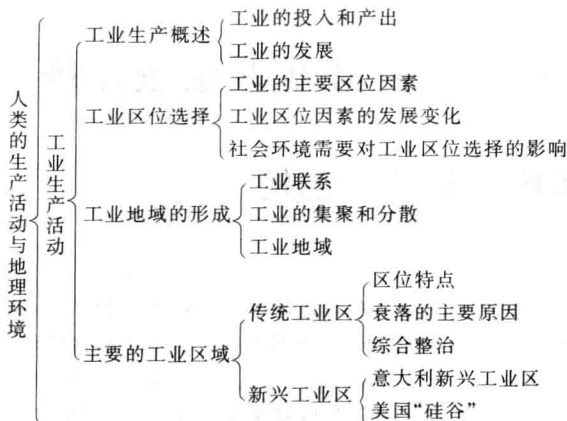 人类的生产活动与地理环境
工业生产活动
工业生产概述
工业的投入和产出
工业的发展
工业区位选择
工业的主要区位因素
工业区位因素的发展变化
社会环境需要对工业区位选择的影响
工业地域的形成
工业联系
工业的集聚和分散
工业地域
主要的工业区域
传统工业区
区位特点
衰落的主要原因
综合整治
新兴工业区
意大利新兴工业区
美国“硅谷”